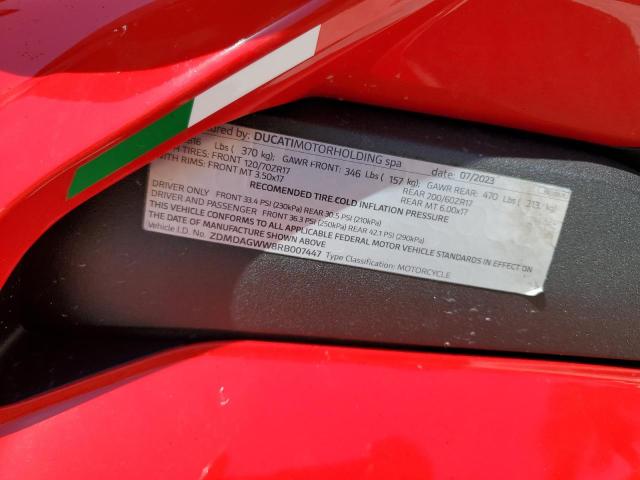 by: DUCATIMOTORHOLDING spa date: 07/2023
Lbs ( 370 kg); GAWR FRONT: 346 Lbs ( 157 kg); GAWR REAR: 470 Lbs ( 213 kg)
TIRES: FRONT 120/70ZR17 REAR 200/60ZR17
WITH RIMS: FRONT MT 3.50x17 REAR MT 6.00x17
RECOMENDED TIRE COLD INFLATION PRESSURE
DRIVER ONLY FRONT 33.4 PSI (230kPa) REAR 30.5 PSI (210kPa)
DRIVER AND PASSENGER FRONT 36.3 PSI (250kPa) REAR 42.1 PSI (290kPa)
THIS VEHICLE CONFORMS TO ALL APPLICABLE FEDERAL MOTOR VEHICLE STANDARDS IN EFFECT ON
THE DATE OF MANUFACTURE SHOWN ABOVE
Vehicle I.D. No. ZDMDAGWW8RB007447 Type Classification: MOTORCYCLE